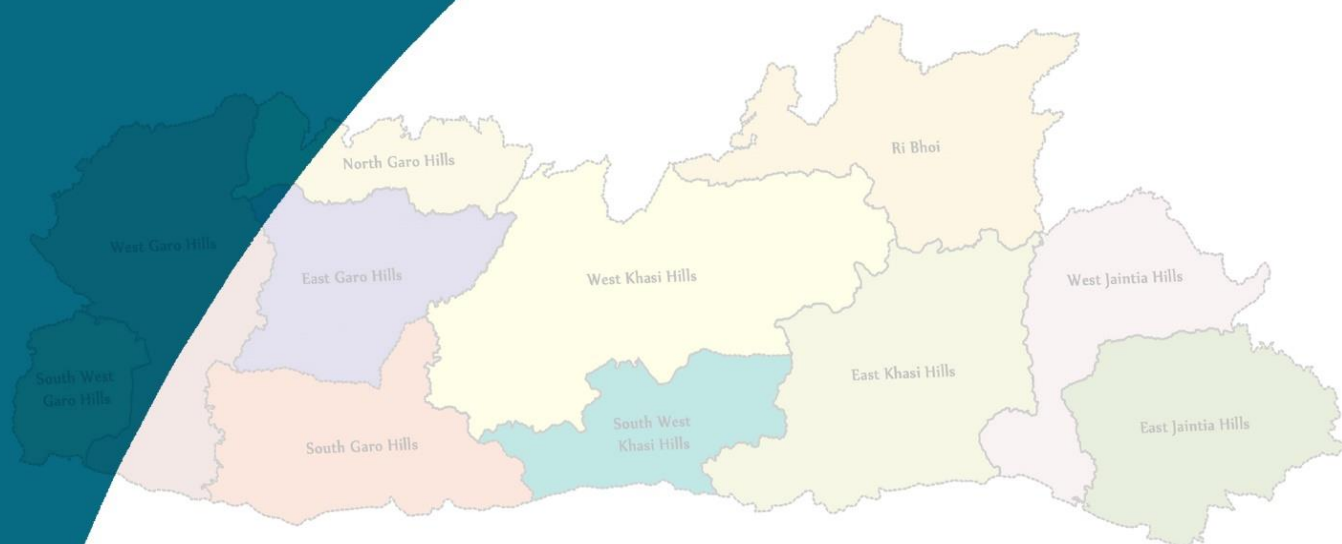 North Garo Hills
Ri Bhoi
West Garo Hills
East Garo Hills
West Khasi Hills
West Jaintia Hills
South West
Garo Hills
South Garo Hills
South West
Khasi Hills
East Khasi Hills
East Jaintia Hills